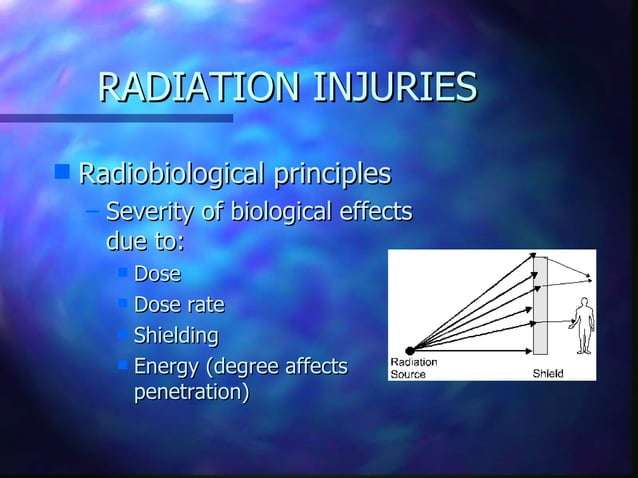 RADIATION INJURIES
Radiobiological principles
– Severity of biological effects
due to:
Dose
Dose rate
Shielding
Energy (degree affects
penetration)
Radiation
Source
Shield